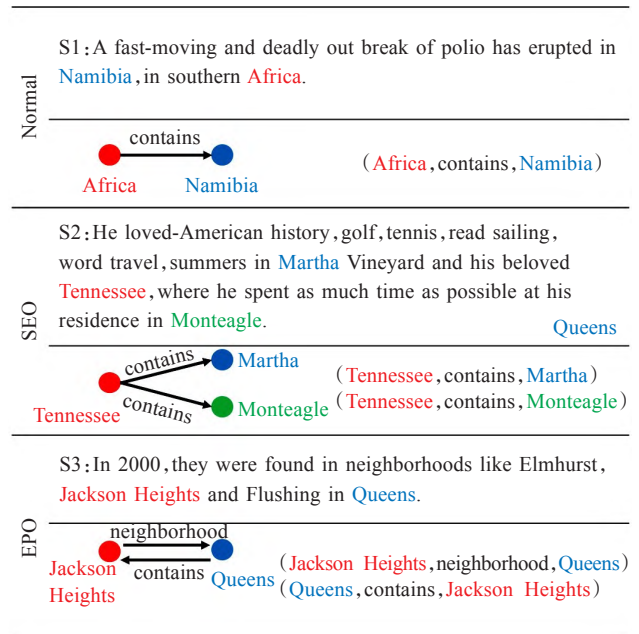 Normal
S1:A fast-moving and deadly out break of polio has erupted in
Namibia,in southern Africa.
contains
Africa
Namibia
(Africa,contains,Namibia)
SEO
S2:He loved-American history,golf,tennis,read sailing,
word travel,summers in Martha Vineyard and his beloved
Tennessee,where he spent as much time as possible at his
residence in Monteagle.
Queens
contains
Martha
contains
Tennessee
Monteagle
(Tennessee,contains,Martha)
(Tennessee,contains,Monteagle)
EPO
S3:In 2000,they were found in neighborhoods like Elmhurst,
Jackson Heights and Flushing in Queens.
neighborhood
contains
Jackson
Heights
Queens
(Jackson Heights,neighborhood,Queens)
(Queens,contains,Jackson Heights)